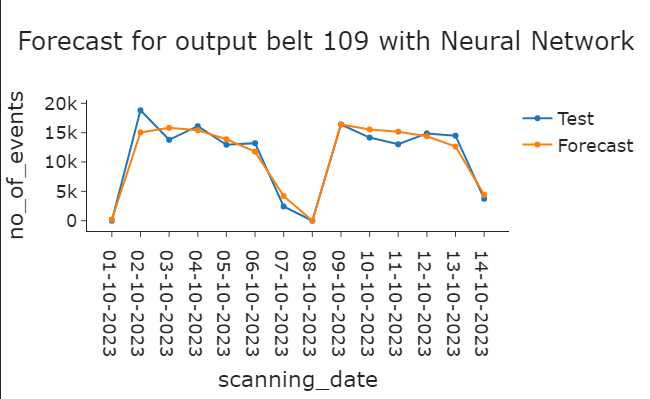 Forecast for output belt 109 with Neural Network
no_of_events
20k
15k
10k
5k
0
Test
Forecast
01-10-2023
02-10-2023
03-10-2023
04-10-2023
05-10-2023
06-10-2023
07-10-2023
08-10-2023
09-10-2023
10-10-2023
11-10-2023
12-10-2023
13-10-2023
14-10-2023
scanning_date